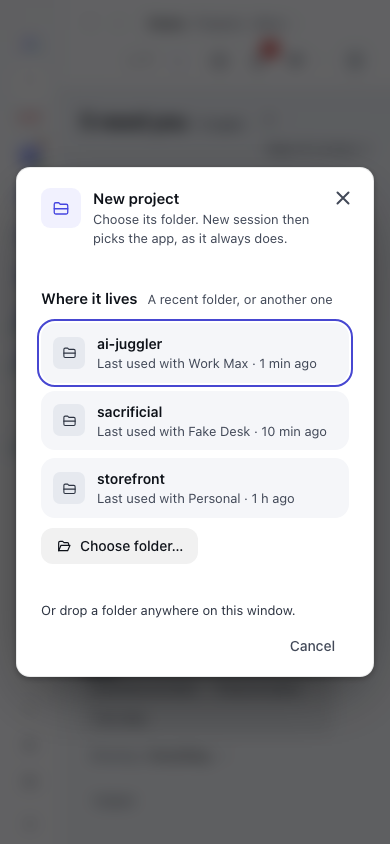 New project
Choose its folder. New session then
picks the app, as it always does.
Where it lives A recent folder, or another one
ai-juggler
Last used with Work Max · 1 min ago
sacrificial
Last used with Fake Desk · 10 min ago
storefront
Last used with Personal · 1 h ago
Choose folder...
Or drop a folder anywhere on this window.
Cancel